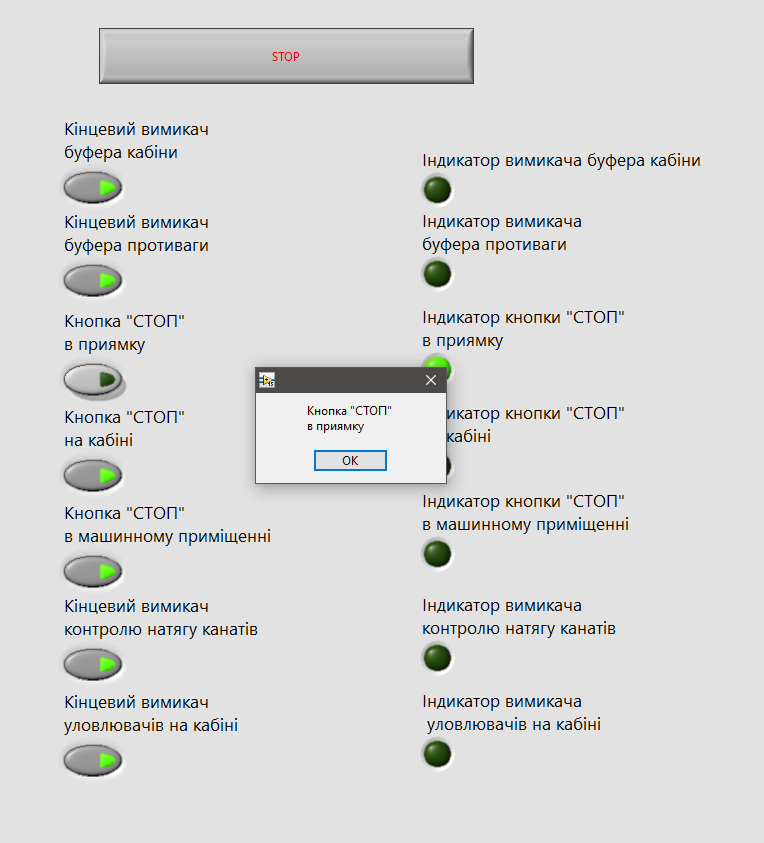 STOP
Кінцевий вимикач
буфера кабіни
Індикатор вимикача буфера кабіни
Кінцевий вимикач
буфера противаги
Індикатор вимикача
буфера противаги
Кнопка "СТОП"
в приямку
Індикатор кнопки "СТОП"
в приямку
Кнопка "СТОП"
в приямку
OK
Кнопка "СТОП"
на кабіні
кнопки "СТОП"
кабіні
Кнопка "СТОП"
в машинному приміщенні
Індикатор кнопки "СТОП"
в машинному приміщенні
Кінцевий вимикач
контролю натягу канатів
Індикатор вимикача
контролю натягу канатів
Кінцевий вимикач
уловлювачів на кабіні
Індикатор вимикача
уловлювачів на кабіні